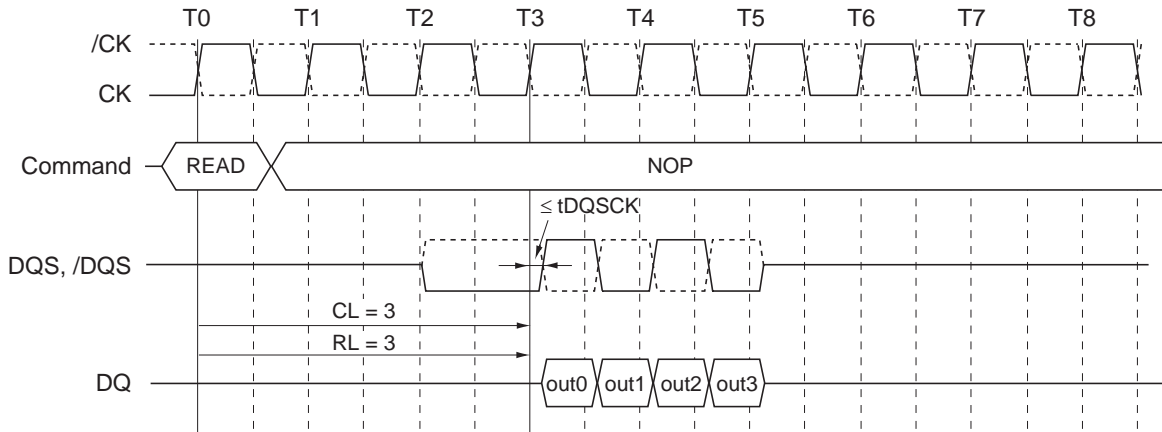 T0 T1 T2 T3 T4 T5 T6 T7 T8
/CK
CK
Command READ NOP
≤ tDQSCK
DQS, /DQS
CL = 3
RL = 3
DQ out0 out1 out2 out3